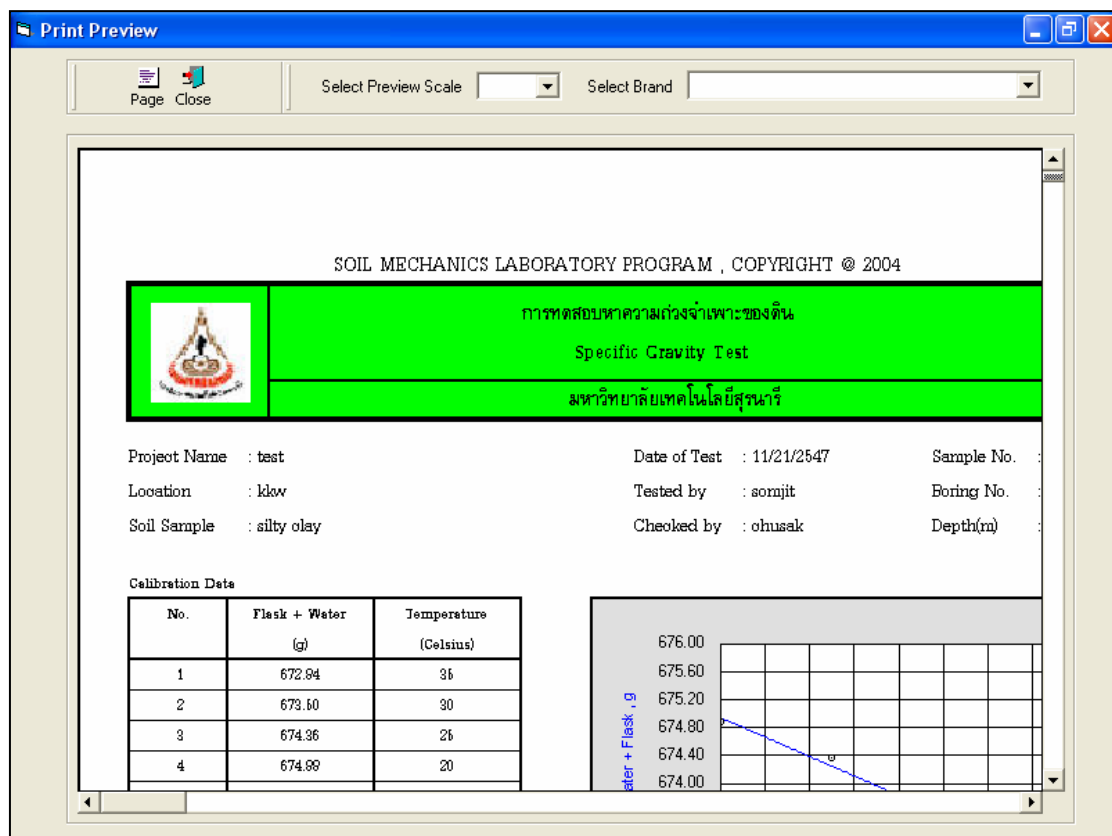 Print Preview
Page Close
Select Preview Scale
Select Brand
SOIL MECHANICS LABORATORY PROGRAM , COPYRIGHT @ 2004
การทดสอบหาความถ่วงจำเพาะของดิน
Specific Gravity Test
มหาวิทยาลัยเทคโนโลยีสุรนารี
Project Name : test Date of Test : 11/21/2547 Sample No. :
Location : kkw Tested by : somjit Boring No. :
Soil Sample : silty clay Checked by : chusak Depth(m) :
Calibration Data
No. Flask + Water Temperature
(g) (Celsius)
1 672.94 35
2 673.50 30
3 674.35 25
4 674.99 20
676.00
675.60
675.20
674.80
674.40
674.00
ater + Flask , g